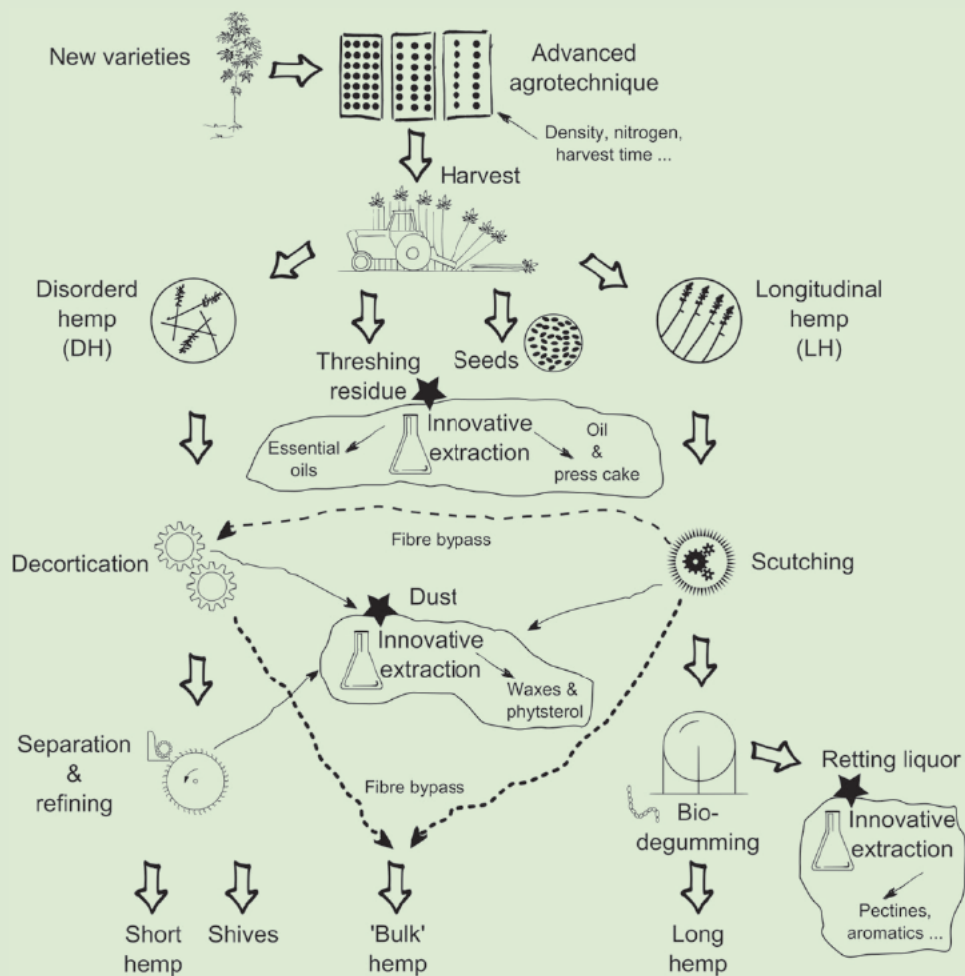 New varieties
Advanced
agrotechnique
Density, nitrogen,
harvest time ...
Harvest
Disorderd
hemp
(DH)
Longitudinal
hemp
(LH)
Threshing
residue
Seeds
Innovative
extraction
Essential
oils
Oil
&
press cake
Fibre bypass
Decortication
Scutching
Dust
Innovative
extraction
Waxes &
phytsterol
Separation
&
refining
Fibre bypass
Bio-
degumming
Retting liquor
Innovative
extraction
Pectines,
aromatics ...
Short
hemp
Shives
'Bulk'
hemp
Long
hemp